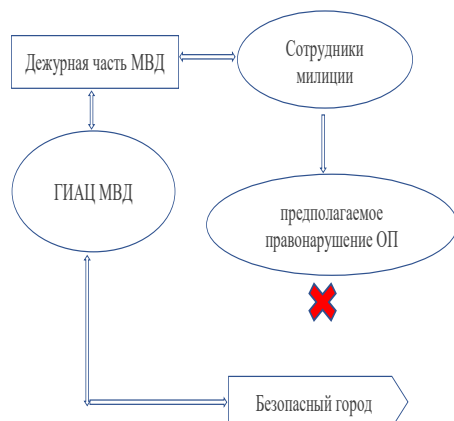 Дежурная часть МВД
Сотрудники
милиции
ГИАЦ МВД
предполагаемое
правонарушение ОП
Безопасный город